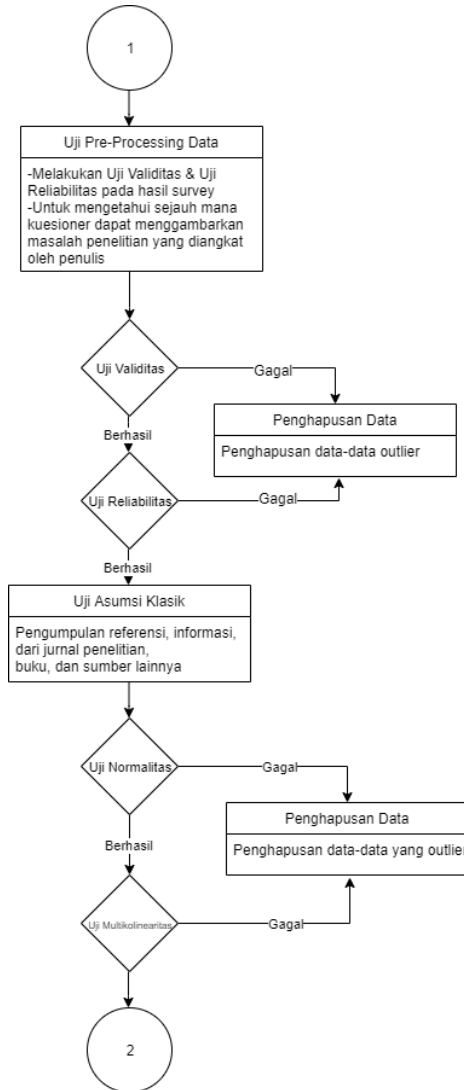 1
Uji Pre-Processing Data
-Melakukan Uji Validitas & Uji
Reliabilitas pada hasil survey
-Untuk mengetahui sejauh mana
kuesioner dapat menggambarkan
masalah penelitian yang diangkat
oleh penulis
Uji Validitas
Gagal
Penghapusan Data
Penghapusan data-data outlier
Berhasil
Uji Reliabilitas
Gagal
Berhasil
Uji Asumsi Klasik
Pengumpulan referensi, informasi,
dari jurnal penelitian,
buku, dan sumber lainnya
Uji Normalitas
Gagal
Penghapusan Data
Penghapusan data-data yang outlier
Berhasil
Uji Multikolinearitas
Gagal
2